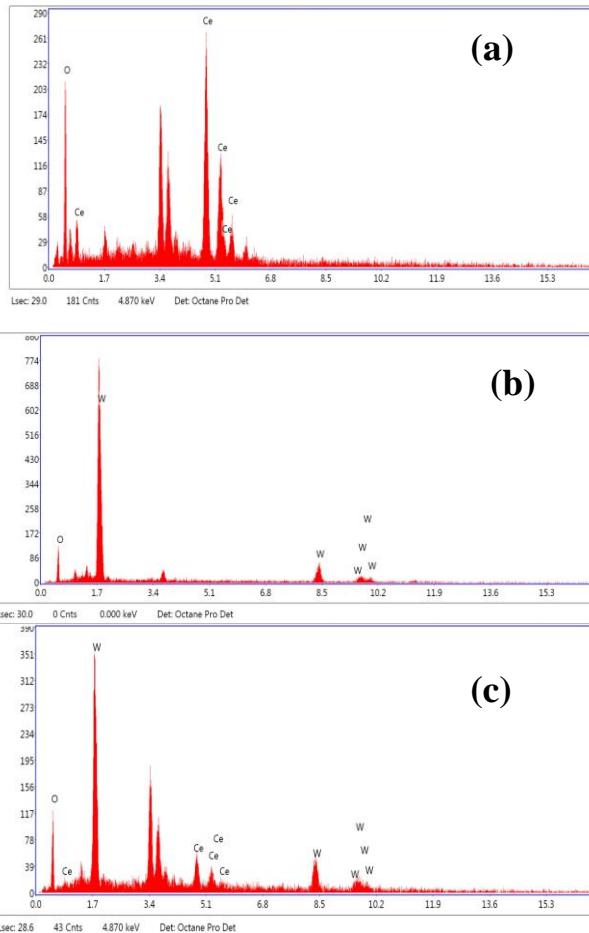 (a)
290
261
232
203
174
145
116
87
58
29
0
O
Ce
Ce
Ce
Ce
Ce
0.0 1.7 3.4 5.1 6.8 8.5 10.2 11.9 13.6 15.3
Lsec: 29.0 181 Cnts 4.870 keV Det: Octane Pro Det
(b)
860
774
688
602
516
430
344
258
172
86
0
O
W
W
W
W
W
W
0.0 1.7 3.4 5.1 6.8 8.5 10.2 11.9 13.6 15.3
Lsec: 30.0 0 Cnts 0.000 keV Det: Octane Pro Det
(c)
390
351
312
273
234
195
156
117
78
39
0
O
Ce
W
Ce
Ce
Ce
Ce
W
W
W
W
W
0.0 1.7 3.4 5.1 6.8 8.5 10.2 11.9 13.6 15.3
Lsec: 28.6 43 Cnts 4.870 keV Det: Octane Pro Det